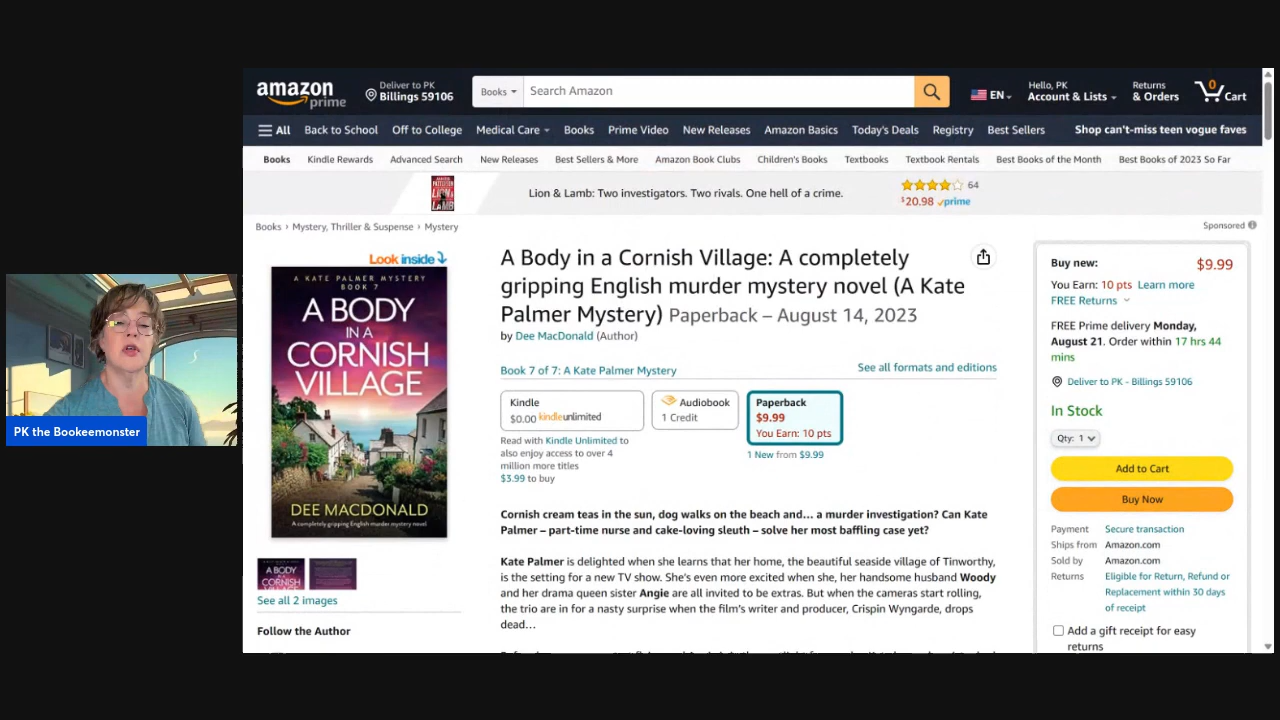 amazon prime
Deliver to PK
Billings 59106
Books
Search Amazon
EN
Hello, PK
Account & Lists
Returns
& Orders
0
Cart
All
Back to School
Off to College
Medical Care
Books
Prime Video
New Releases
Amazon Basics
Today's Deals
Registry
Best Sellers
Shop can't-miss teen vogue faves
Books
Kindle Rewards
Advanced Search
New Releases
Best Sellers & More
Amazon Book Clubs
Children's Books
Textbooks
Textbook Rentals
Best Books of the Month
Best Books of 2023 So Far
LION &
LAMB
Lion & Lamb: Two investigators. Two rivals. One hell of a crime.
64
$20.98 prime
Books › Mystery, Thriller & Suspense › Mystery
Sponsored
Look inside
A KATE PALMER MYSTERY
BOOK 7
A BODY
IN A
CORNISH
VILLAGE
DEE MACDONALD
A completely gripping English murder mystery novel
A BODY
IN A
CORNISH
See all 2 images
Follow the Author
A Body in a Cornish Village: A completely
gripping English murder mystery novel (A Kate
Palmer Mystery) Paperback – August 14, 2023
by Dee MacDonald (Author)
Book 7 of 7: A Kate Palmer Mystery
See all formats and editions
Kindle
$0.00 kindleunlimited
Read with Kindle Unlimited to
also enjoy access to over 4
million more titles
$3.99 to buy
Audiobook
1 Credit
Paperback
$9.99
You Earn: 10 pts
1 New from $9.99
Cornish cream teas in the sun, dog walks on the beach and… a murder investigation? Can Kate
Palmer – part-time nurse and cake-loving sleuth – solve her most baffling case yet?
Kate Palmer is delighted when she learns that her home, the beautiful seaside village of Tinworthy,
is the setting for a new TV show. She's even more excited when she, her handsome husband Woody
and her drama queen sister Angie are all invited to be extras. But when the cameras start rolling,
the trio are in for a nasty surprise when the film's writer and producer, Crispin Wyngarde, drops
dead…
Buy new:
$9.99
You Earn: 10 pts Learn more
FREE Returns
FREE Prime delivery Monday,
August 21. Order within 17 hrs 44
mins
Deliver to PK - Billings 59106
In Stock
Qty: 1
Add to Cart
Buy Now
Payment Secure transaction
Ships from Amazon.com
Sold by Amazon.com
Returns Eligible for Return, Refund or
Replacement within 30 days
of receipt
Add a gift receipt for easy
returns
PK the Bookeemonster